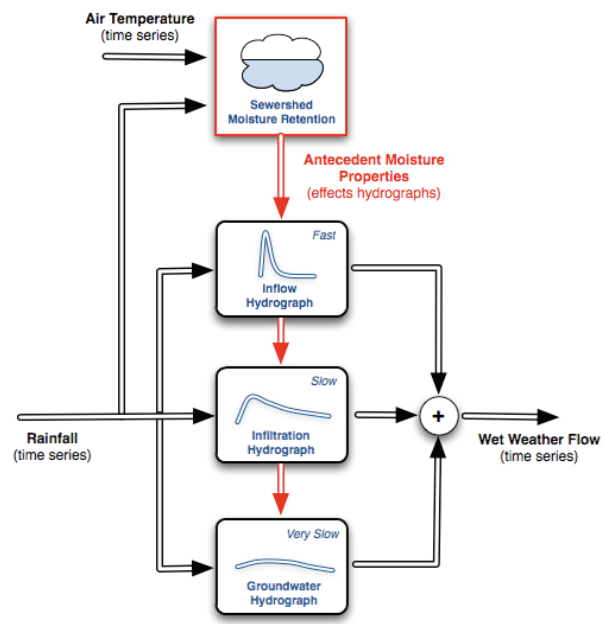 Air Temperature
(time series)
Sewershed
Moisture Retention
Antecedent Moisture
Properties
(effects hydrographs)
Fast
Inflow
Hydrograph
Slow
Infiltration
Hydrograph
Rainfall
(time series)
+
Wet Weather Flow
(time series)
Very Slow
Groundwater
Hydrograph